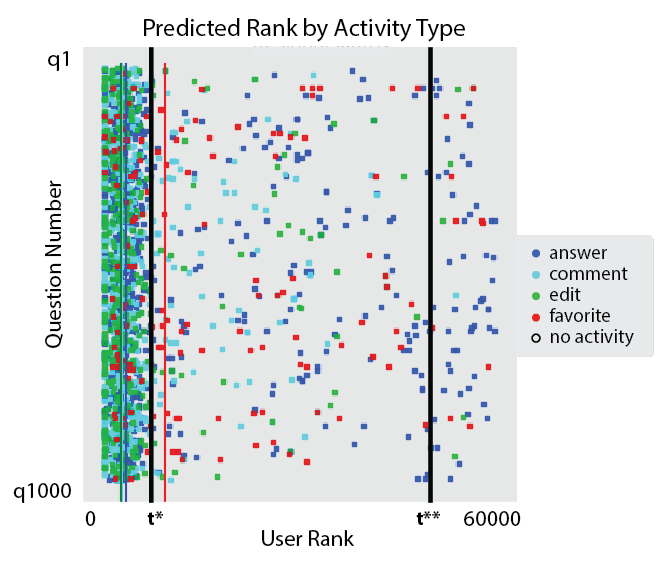 Predicted Rank by Activity Type
q1
Question Number
q1000
answer
comment
edit
favorite
no activity
0
t*
t**
60000
User Rank